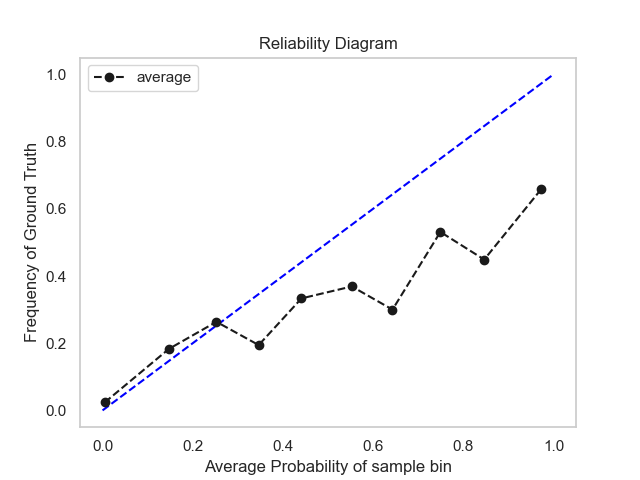 Reliability Diagram
average
1.0
0.8
0.6
0.4
0.2
0.0
Frequency of Ground Truth
0.0 0.2 0.4 0.6 0.8 1.0
Average Probability of sample bin